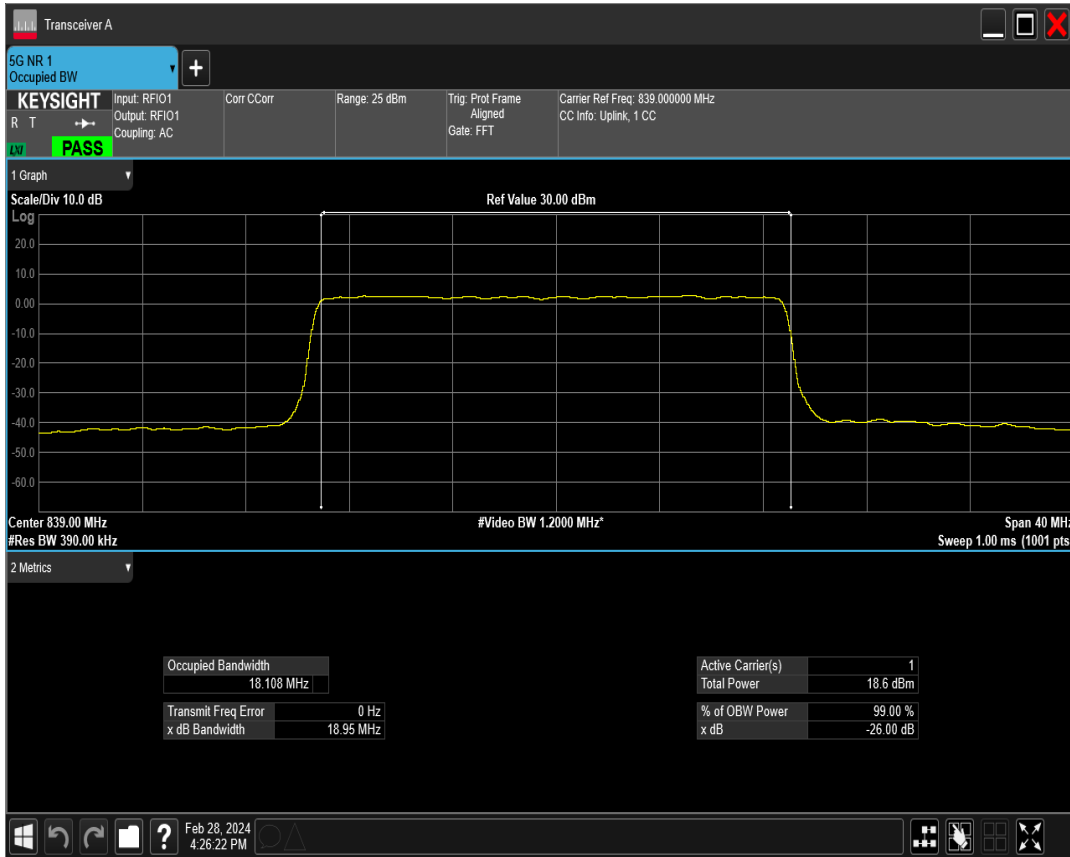 Transceiver A
5G NR 1
Occupied BW
KEYSIGHT
R T
LXI
PASS
Input: RFIO1
Output: RFIO1
Coupling: AC
Corr CCorr
Range: 25 dBm
Trig: Prot Frame
Aligned
Gate: FFT
Carrier Ref Freq: 839.000000 MHz
CC Info: Uplink, 1 CC
1 Graph
Scale/Div 10.0 dB
Ref Value 30.00 dBm
Log
20.0
10.0
0.00
-10.0
-20.0
-30.0
-40.0
-50.0
-60.0
Center 839.00 MHz
#Video BW 1.2000 MHz*
Span 40 MHz
#Res BW 390.00 kHz
Sweep 1.00 ms (1001 pts
2 Metrics
Occupied Bandwidth
18.108 MHz
Transmit Freq Error 0 Hz
x dB Bandwidth 18.95 MHz
Active Carrier(s) 1
Total Power 18.6 dBm
% of OBW Power 99.00 %
x dB -26.00 dB
?
Feb 28, 2024
4:26:22 PM